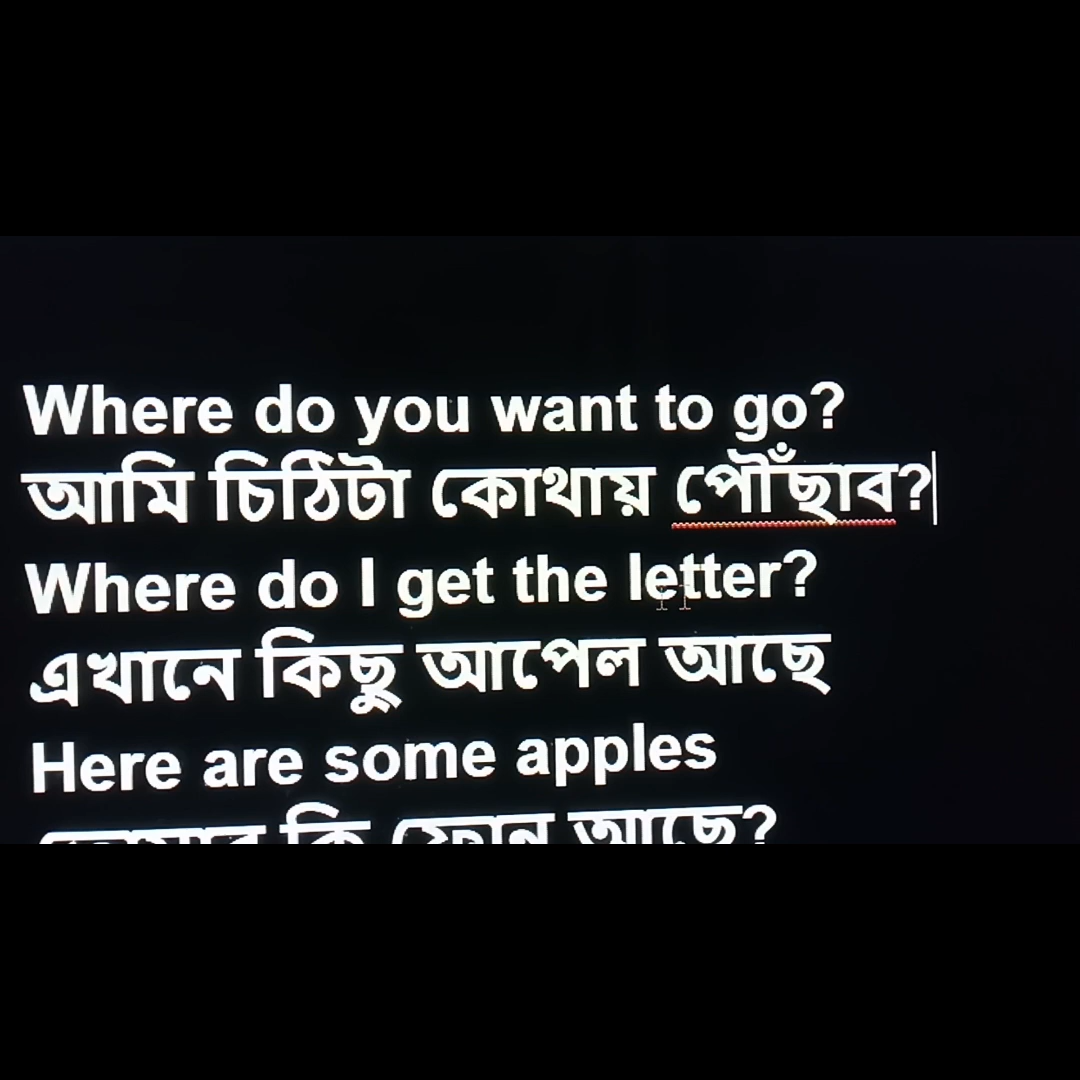 Where do you want to go?
আমি চিঠিটা কোথায় পৌঁছাব?
Where do I get the letter?
এখানে কিছু আপেল আছে
Here are some apples
তোমার কি ফোন আছে?